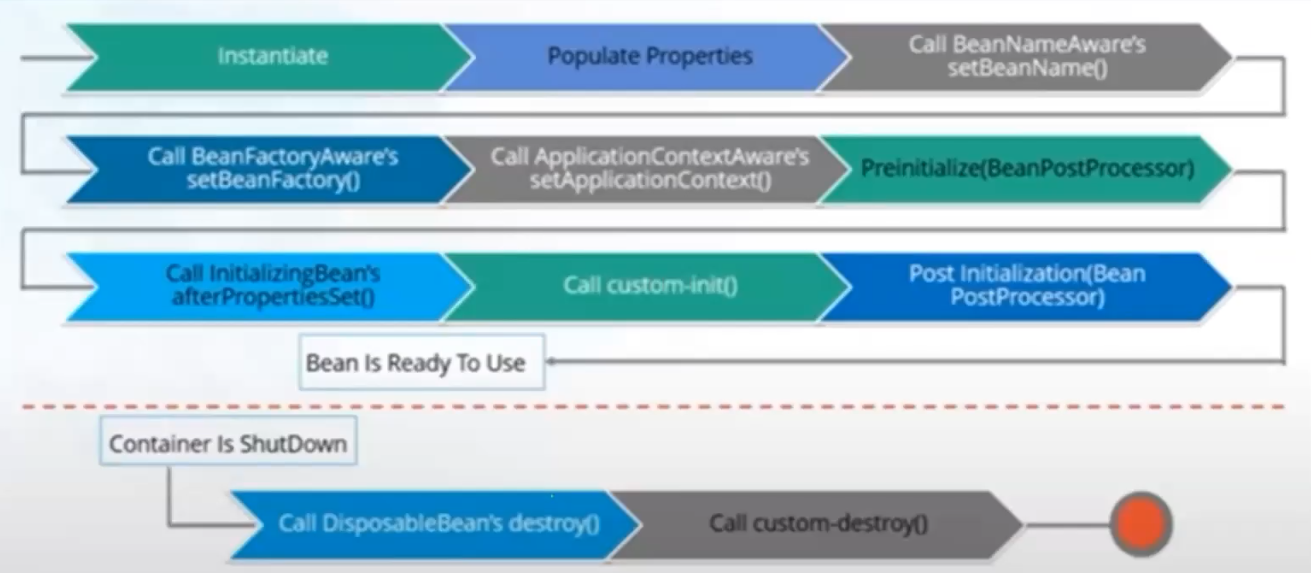 Instantiate
Populate Properties
Call BeanNameAware's
setBeanName()
Call BeanFactoryAware's
setBeanFactory()
Call ApplicationContextAware's
setApplicationContext()
Preinitialize(BeanPostProcessor)
Call InitializingBean's
afterPropertiesSet()
Call custom-init()
Post Initialization(Bean
PostProcessor)
Bean Is Ready To Use
Container Is ShutDown
Call DisposableBean's destroy()
Call custom-destroy()